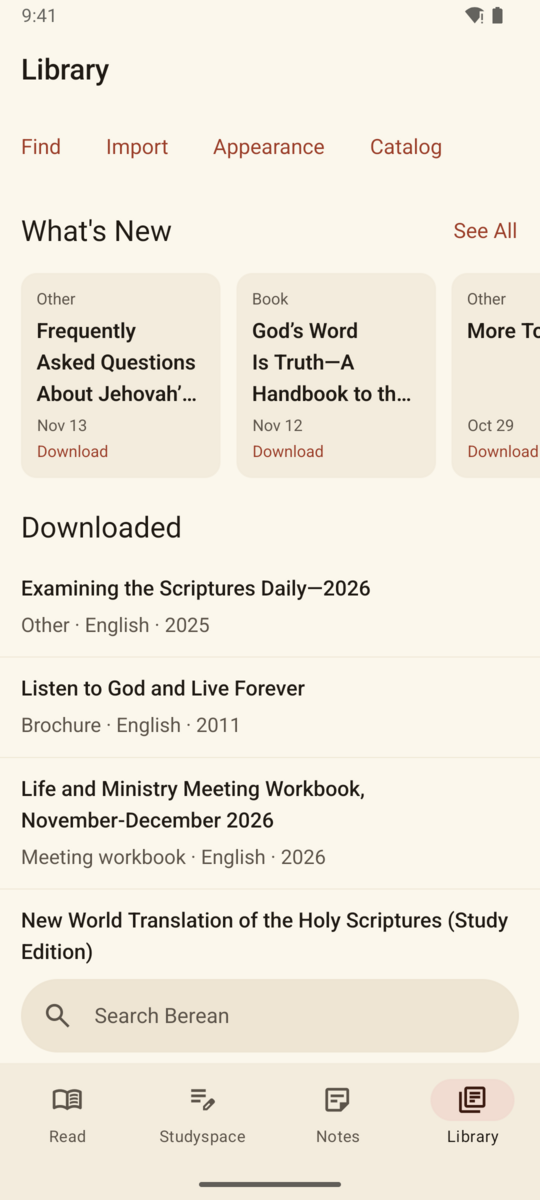 9:41
Library
Find Import Appearance Catalog
What's New See All
Other
Frequently
Asked Questions
About Jehovah’…
Nov 13
Download
Book
God’s Word
Is Truth—A
Handbook to th…
Nov 12
Download
Other
More To
Oct 29
Download
Downloaded
Examining the Scriptures Daily—2026
Other · English · 2025
Listen to God and Live Forever
Brochure · English · 2011
Life and Ministry Meeting Workbook,
November-December 2026
Meeting workbook · English · 2026
New World Translation of the Holy Scriptures (Study
Edition)
Search Berean
Read Studyspace Notes Library